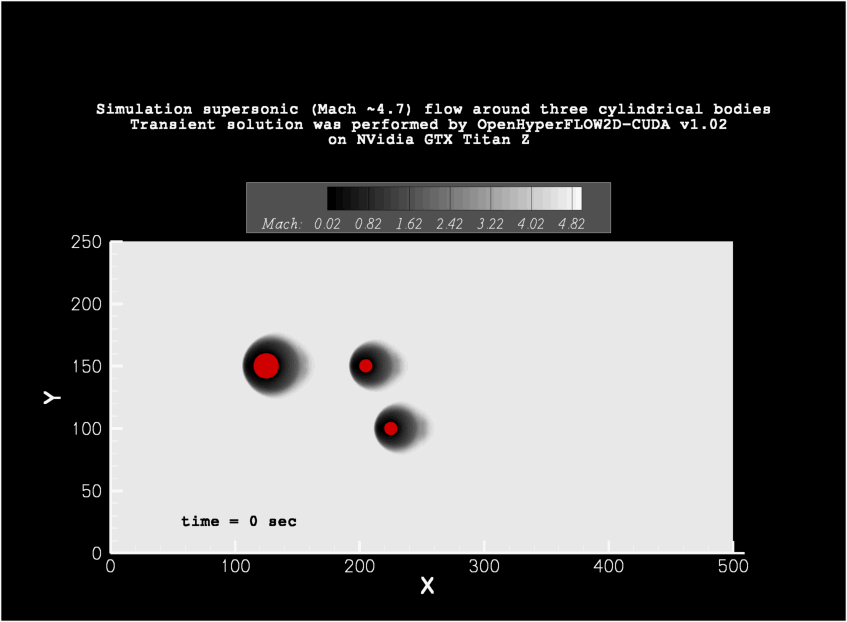 Simulation supersonic (Mach ~4.7) flow around three cylindrical bodies
Transient solution was performed by OpenHyperFLOW2D-CUDA v1.02
on NVidia GTX Titan Z
Mach: 0.02 0.82 1.62 2.42 3.22 4.02 4.82
250
200
150
100
50
0
Y
time = 0 sec
0 100 200 300 400 500
X